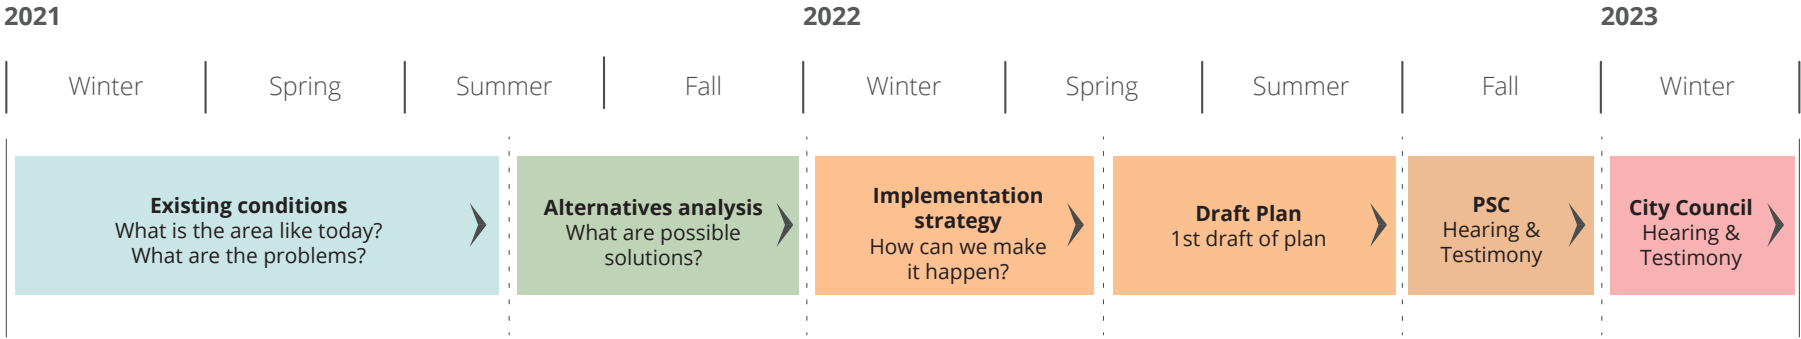 2021 2022 2023
Winter Spring Summer Fall Winter Spring Summer Fall Winter
Existing conditions
What is the area like today?
What are the problems?
Alternatives analysis
What are possible
solutions?
Implementation
strategy
How can we make
it happen?
Draft Plan
1st draft of plan
PSC
Hearing &
Testimony
City Council
Hearing &
Testimony